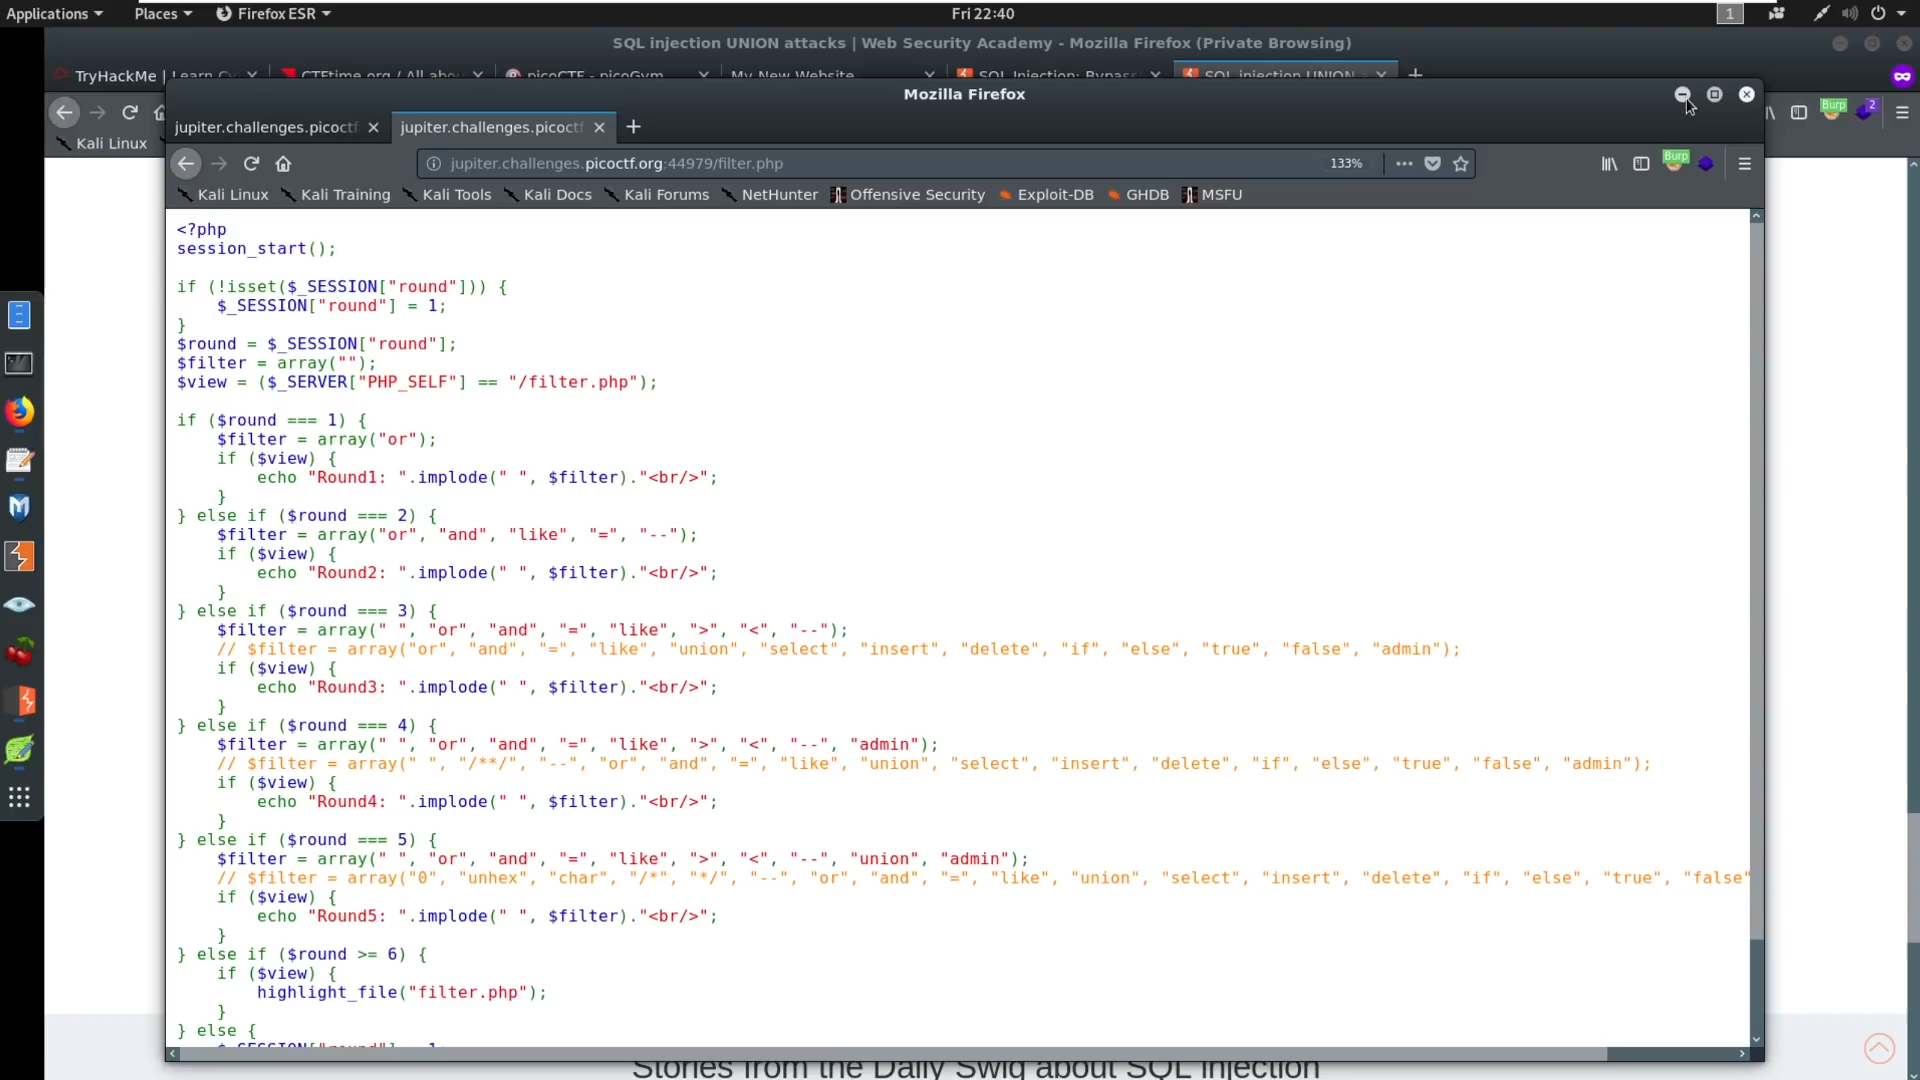 Applications Places Firefox ESR Fri 22:40 1
SQL injection UNION attacks | Web Security Academy - Mozilla Firefox (Private Browsing)
TryHackMe | Learn Cy CTFtime.org / All abou picoCTF - picoGym My New Website SQL Injection: Bypass SQL injection UNION
Mozilla Firefox
jupiter.challenges.picoctf jupiter.challenges.picoctf
Burp 2
Kali Linux
jupiter.challenges.picoctf.org:44979/filter.php 133% Burp
Kali Linux Kali Training Kali Tools Kali Docs Kali Forums NetHunter Offensive Security Exploit-DB GHDB MSFU
<?php
session_start();
if (!isset($_SESSION["round"])) {
$_SESSION["round"] = 1;
}
$round = $_SESSION["round"];
$filter = array("");
$view = ($_SERVER["PHP_SELF"] == "/filter.php");
if ($round === 1) {
$filter = array("or");
if ($view) {
echo "Round1: ".implode(" ", $filter)."<br/>";
}
} else if ($round === 2) {
$filter = array("or", "and", "like", "=", "--");
if ($view) {
echo "Round2: ".implode(" ", $filter)."<br/>";
}
} else if ($round === 3) {
$filter = array(" ", "or", "and", "=", "like", ">", "<", "--");
// $filter = array("or", "and", "=", "like", "union", "select", "insert", "delete", "if", "else", "true", "false", "admin");
if ($view) {
echo "Round3: ".implode(" ", $filter)."<br/>";
}
} else if ($round === 4) {
$filter = array(" ", "or", "and", "=", "like", ">", "<", "--", "admin");
// $filter = array(" ", "/**/", "--", "or", "and", "=", "like", "union", "select", "insert", "delete", "if", "else", "true", "false", "admin");
if ($view) {
echo "Round4: ".implode(" ", $filter)."<br/>";
}
} else if ($round === 5) {
$filter = array(" ", "or", "and", "=", "like", ">", "<", "--", "union", "admin");
// $filter = array("0", "unhex", "char", "/*", "*/", "--", "or", "and", "=", "like", "union", "select", "insert", "delete", "if", "else", "true", "false"
if ($view) {
echo "Round5: ".implode(" ", $filter)."<br/>";
}
} else if ($round >= 6) {
if ($view) {
highlight_file("filter.php");
}
} else {
Stories from the Daily Swig about SQL injection